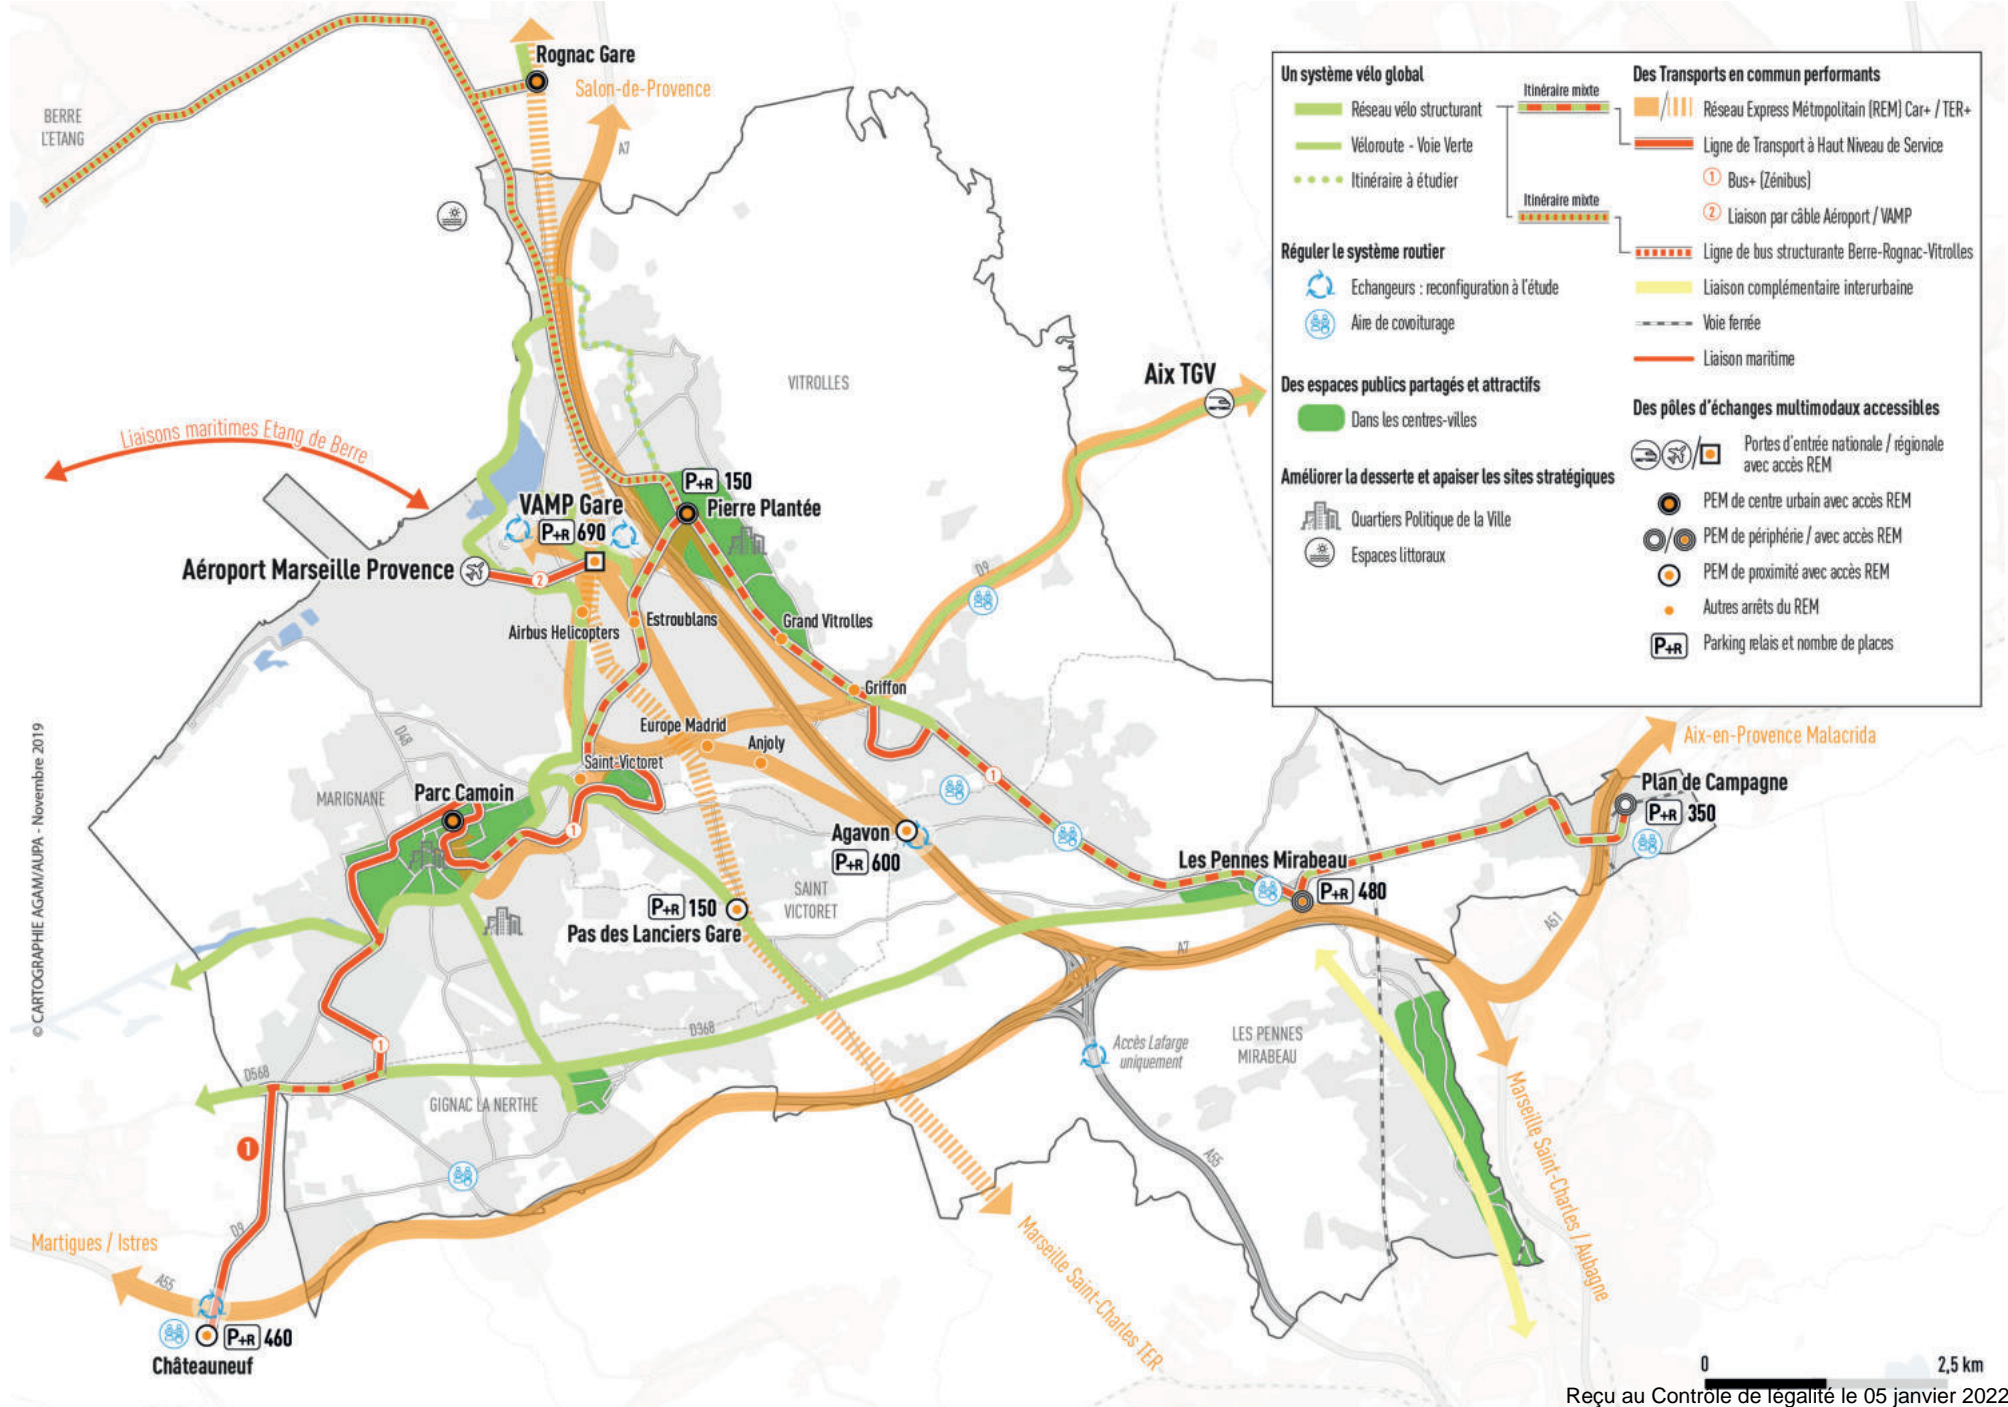 Rognac Gare
Salon-de-Provence
BERRE
L'ETANG
A7
VITROLLES
Aix TGV
Liaisons maritimes Etang de Berre
P+R 150
Pierre Plantée
VAMP Gare
P+R 690
Aéroport Marseille Provence
2
D9
Airbus Helicopters
Estroublans
Grand Vitrolles
Griffon
Europe Madrid
Anjoly
D48
Saint-Victoret
MARIGNANE
Parc Camoin
1
1
Agavon
P+R 600
Les Pennes Mirabeau
P+R 480
Aix-en-Provence Malacrida
Plan de Campagne
P+R 350
SAINT
VICTORET
P+R 150
Pas des Lanciers Gare
A7
A51
1
D368
D568
GIGNAC LA NERTHE
Accès Lafarge
uniquement
LES PENNES
MIRABEAU
1
A55
D9
Martigues / Istres
A55
P+R 460
Châteauneuf
Marseille Saint-Charles TER
Marseille Saint-Charles / Aubagne
© CARTOGRAPHIE AGAM/AUPA - Novembre 2019
Un système vélo global
Réseau vélo structurant
Véloroute - Voie Verte
Itinéraire à étudier
Itinéraire mixte
Itinéraire mixte
Réguler le système routier
Echangeurs : reconfiguration à l'étude
Aire de covoiturage
Des espaces publics partagés et attractifs
Dans les centres-villes
Améliorer la desserte et apaiser les sites stratégiques
Quartiers Politique de la Ville
Espaces littoraux
Des Transports en commun performants
Réseau Express Métropolitain (REM) Car+ / TER+
Ligne de Transport à Haut Niveau de Service
1 Bus+ (Zénibus)
2 Liaison par câble Aéroport / VAMP
Ligne de bus structurante Berre-Rognac-Vitrolles
Liaison complémentaire interurbaine
Voie ferrée
Liaison maritime
Des pôles d'échanges multimodaux accessibles
Portes d'entrée nationale / régionale
avec accès REM
PEM de centre urbain avec accès REM
PEM de périphérie / avec accès REM
PEM de proximité avec accès REM
Autres arrêts du REM
P+R Parking relais et nombre de places
0 2,5 km
Reçu au Contrôle de légalité le 05 janvier 2022